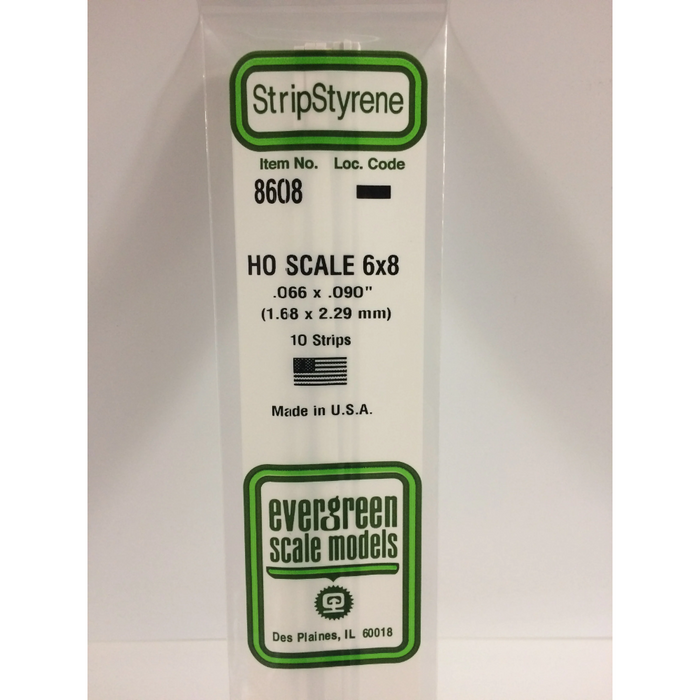 StripStyrene
Item No. Loc. Code
8608
HO SCALE 6x8
.066 x .090"
(1.68 x 2.29 mm)
10 Strips
Made in U.S.A.
evergreen
scale models
Des Plaines, IL 60018